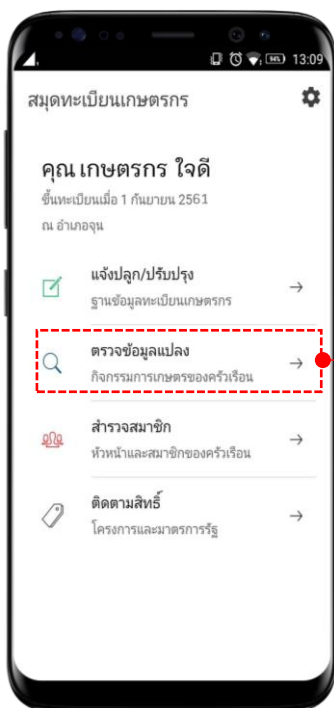 94% 13:09
สมุดทะเบียนเกษตรกร
คุณ เกษตรกร ใจดี
ขึ้นทะเบียนเมื่อ 1 กันยายน 2561
ณ อำเภอจุน
แจ้งปลูก/ปรับปรุง
ฐานข้อมูลทะเบียนเกษตรกร
ตรวจข้อมูลแปลง
กิจกรรมการเกษตรของครัวเรือน
สำรวจสมาชิก
หัวหน้าและสมาชิกของครัวเรือน
ติดตามสิทธิ์
โครงการและมาตรการรัฐ